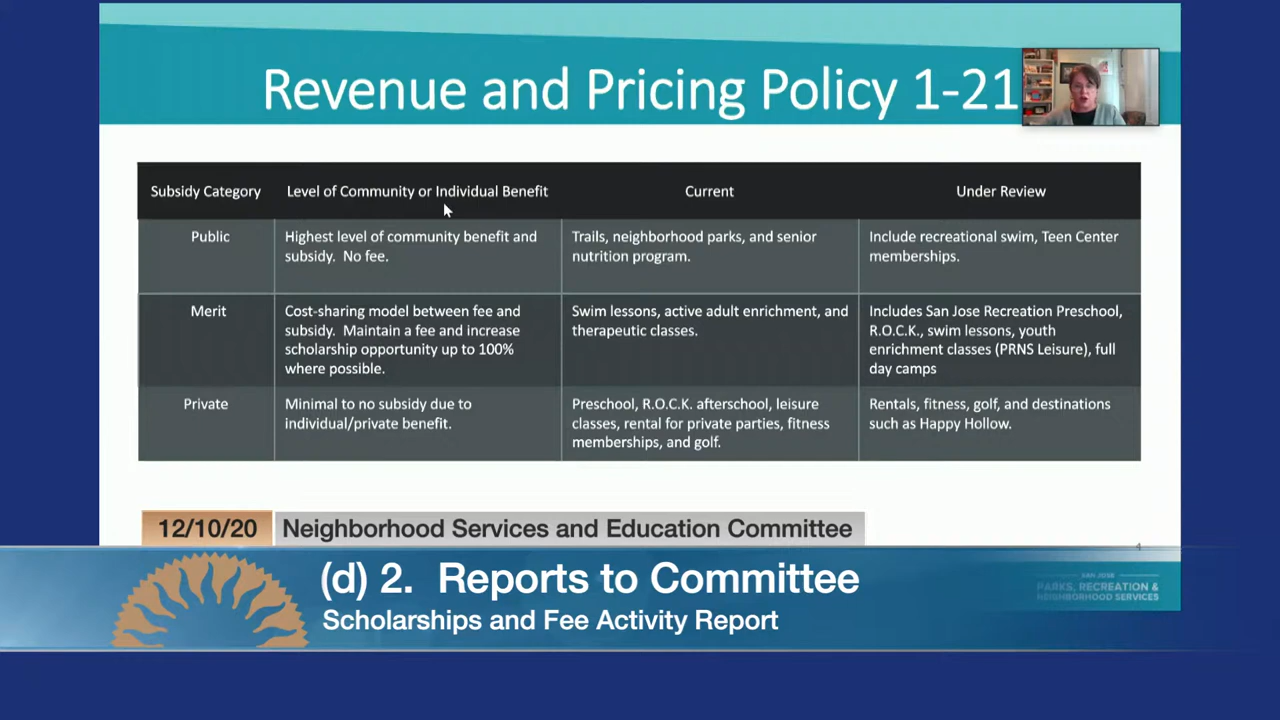 Revenue and Pricing Policy 1-21
Subsidy Category
Level of Community or Individual Benefit
Current
Under Review
Public
Highest level of community benefit and
subsidy. No fee.
Trails, neighborhood parks, and senior
nutrition program.
Include recreational swim, Teen Center
memberships.
Merit
Cost-sharing model between fee and
subsidy. Maintain a fee and increase
scholarship opportunity up to 100%
where possible.
Swim lessons, active adult enrichment, and
therapeutic classes.
Includes San Jose Recreation Preschool,
R.O.C.K., swim lessons, youth
enrichment classes (PRNS Leisure), full
day camps
Private
Minimal to no subsidy due to
individual/private benefit.
Preschool, R.O.C.K. afterschool, leisure
classes, rental for private parties, fitness
memberships, and golf.
Rentals, fitness, golf, and destinations
such as Happy Hollow.
12/10/20
Neighborhood Services and Education Committee
4
(d) 2. Reports to Committee
Scholarships and Fee Activity Report
SAN JOSE
PARKS, RECREATION &
NEIGHBORHOOD SERVICES